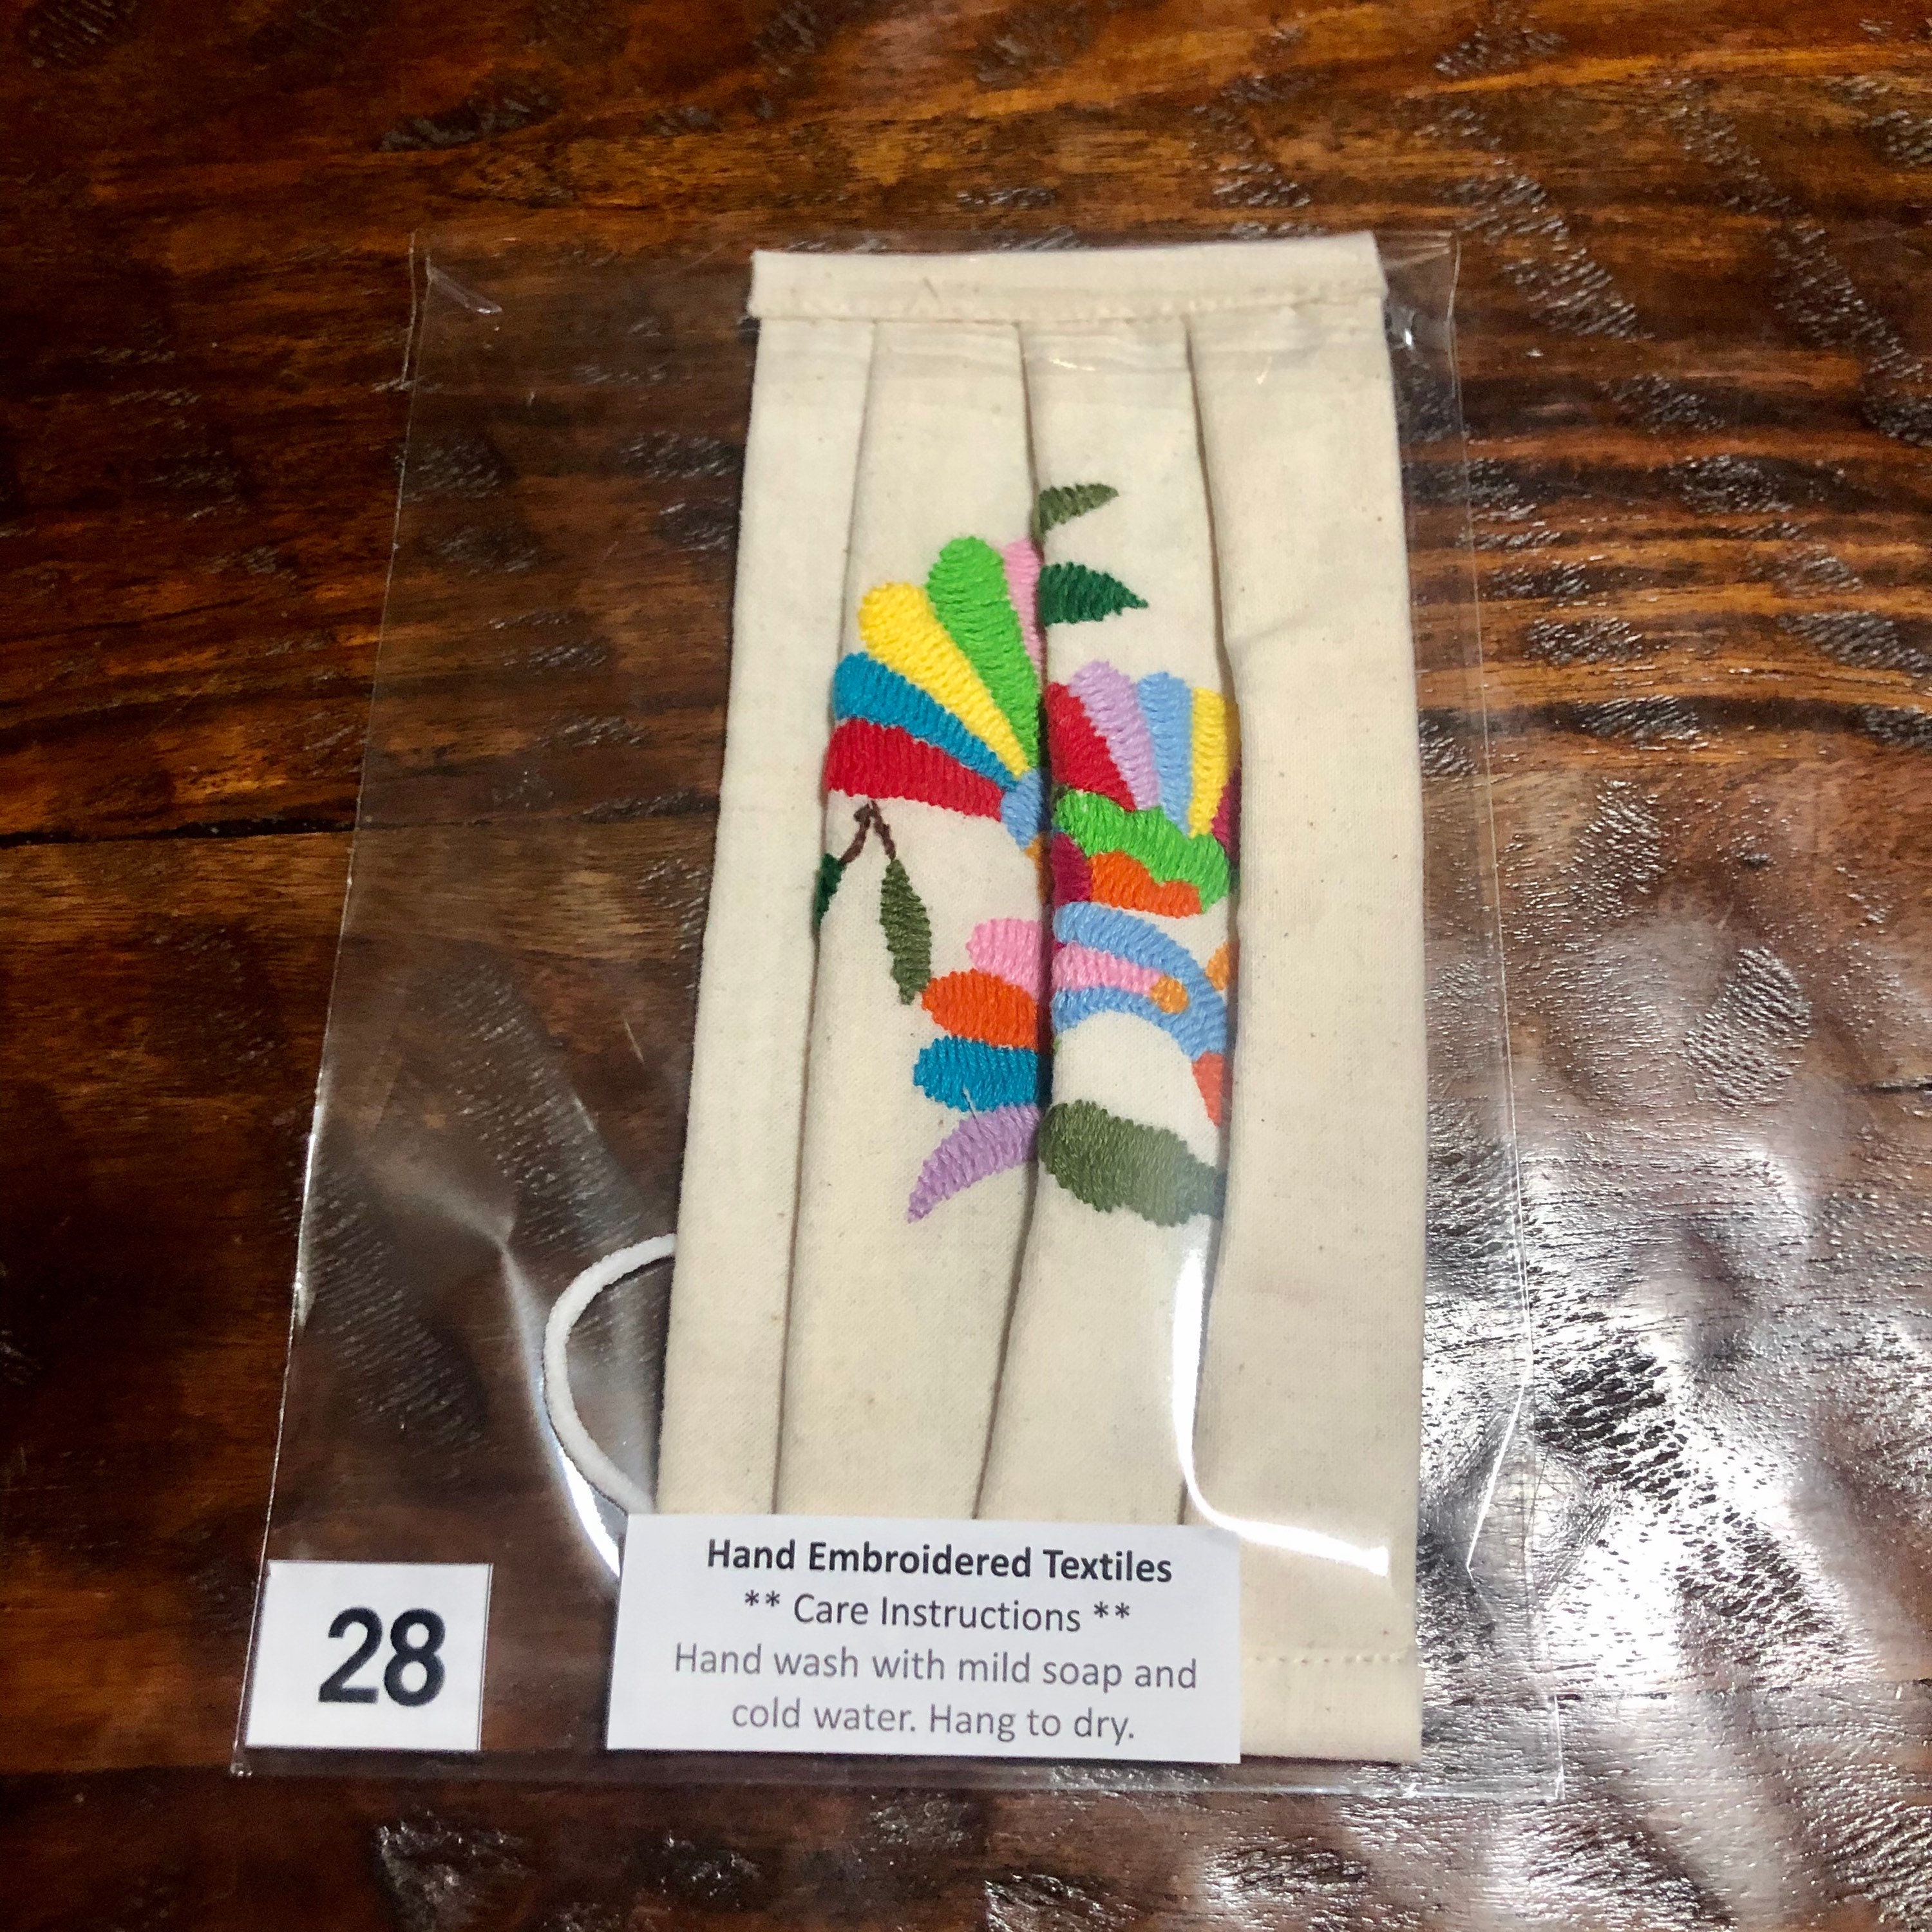 Hand Embroidered Textiles
** Care Instructions **
Hand wash with mild soap and
cold water. Hang to dry.
28